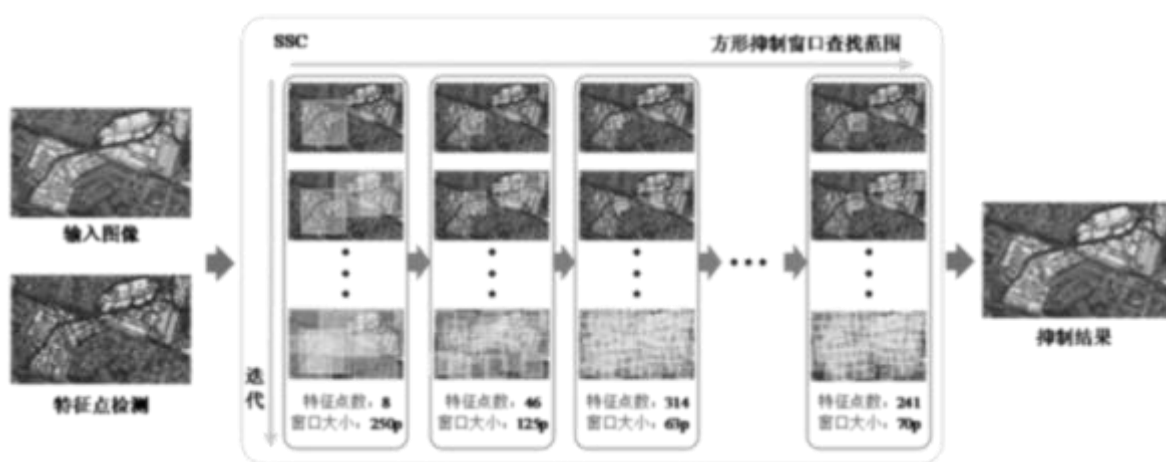 SSC
方形抑制窗口查找范围
输入图像
特征点检测
迭代
特征点数：8
窗口大小：250p
特征点数：46
窗口大小：125p
特征点数：314
窗口大小：63p
特征点数：241
窗口大小：70p
抑制结果